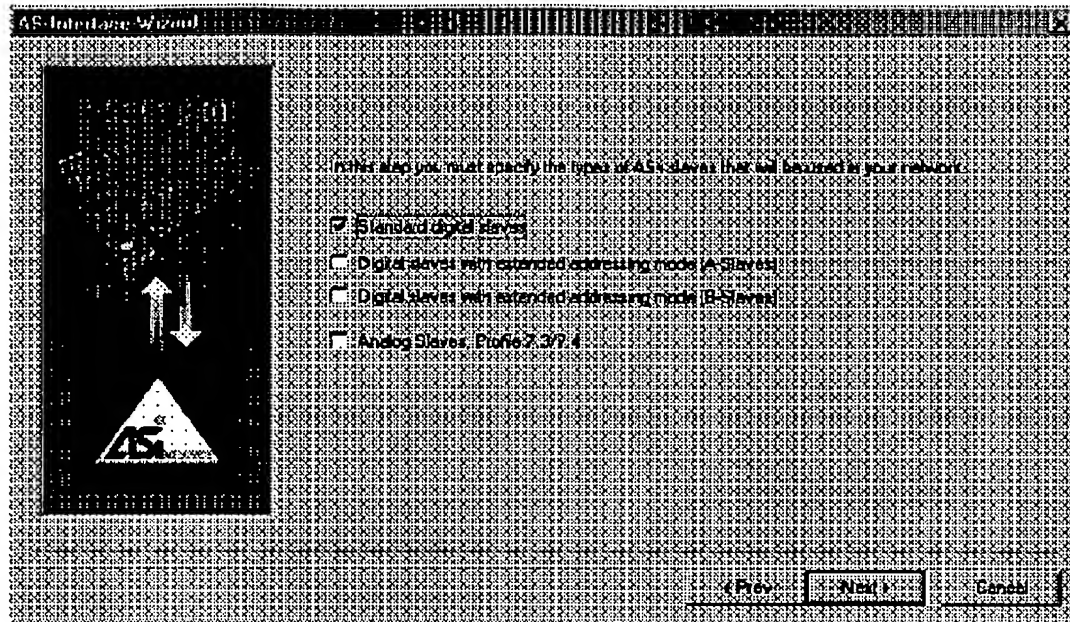 AS-Interface Wizard
In this step you must specify the types of AS-i slaves that will be used in your network.
Standard digital slaves
Digital slaves with extended addressing mode (A-Slaves)
Digital slaves with extended addressing mode (B-Slaves)
Analog Slaves, Profile 7.3/7.4
ASi
< Prev
Next >
Cancel